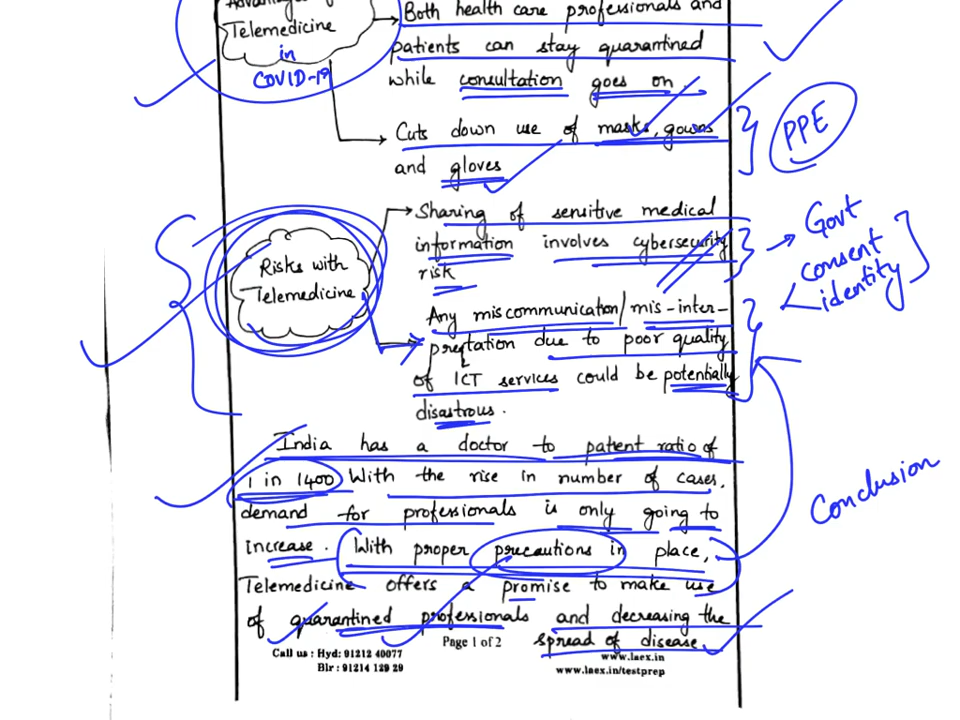 Advantages of
Telemedicine
in
COVID-19
Both health care professionals and
patients can stay quarantined
while consultation goes on
Cuts down use of masks, gowns
and gloves
PPE
Risks with
Telemedicine
Sharing of sensitive medical
information involves cybersecurity
risk
Govt
consent
identity
Any miscommunication/mis-inter-
pretation due to poor quality
of ICT services could be potentially
disastrous.
India has a doctor to patient ratio of
1 in 1400 With the rise in number of cases,
demand for professionals is only going to
increase. With proper precautions in place,
Telemedicine offers a promise to make use
of quarantined professionals and decreasing the
spread of disease.
Conclusion
Page 1 of 2
Call us : Hyd: 91212 40077
Blr : 91214 129 29
www.laex.in
www.laex.in/testprep